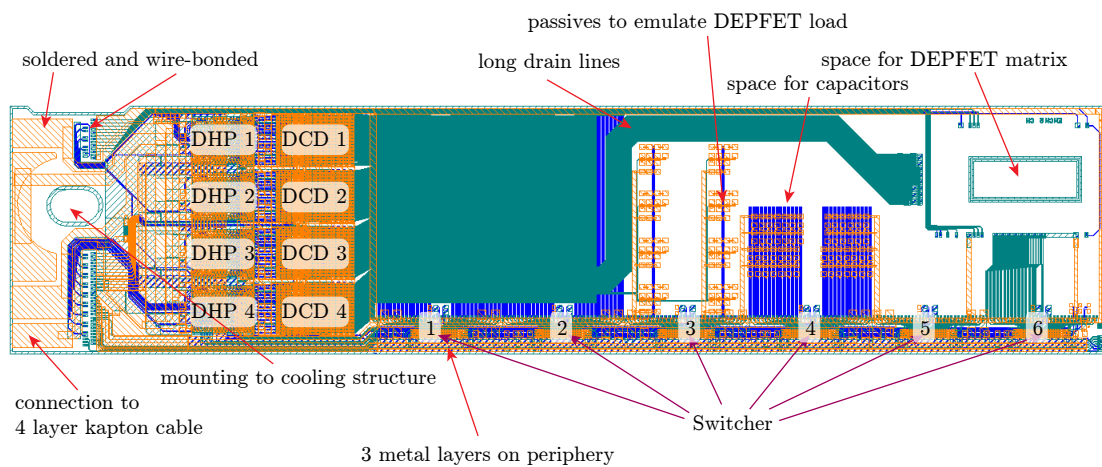 passives to emulate DEPFET load
soldered and wire-bonded
long drain lines
space for DEPFET matrix
space for capacitors
DHP 1
DCD 1
DHP 2
DCD 2
DHP 3
DCD 3
DHP 4
DCD 4
1
2
3
4
5
6
mounting to cooling structure
connection to
4 layer kapton cable
Switcher
3 metal layers on periphery